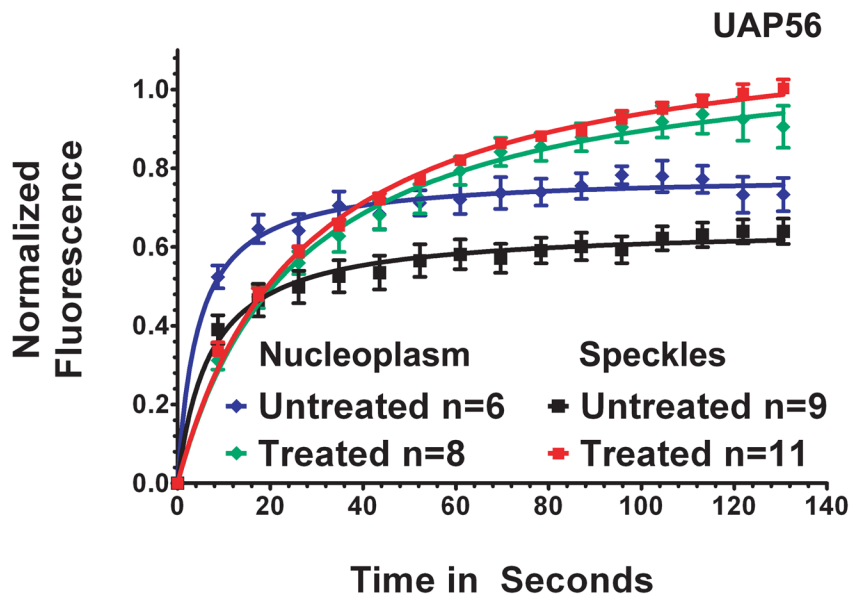 UAP56
Normalized
Fluorescence
1.0
0.8
0.6
0.4
0.2
0.0
Nucleoplasm
Untreated n=6
Treated n=8
Speckles
Untreated n=9
Treated n=11
0 20 40 60 80 100 120 140
Time in Seconds